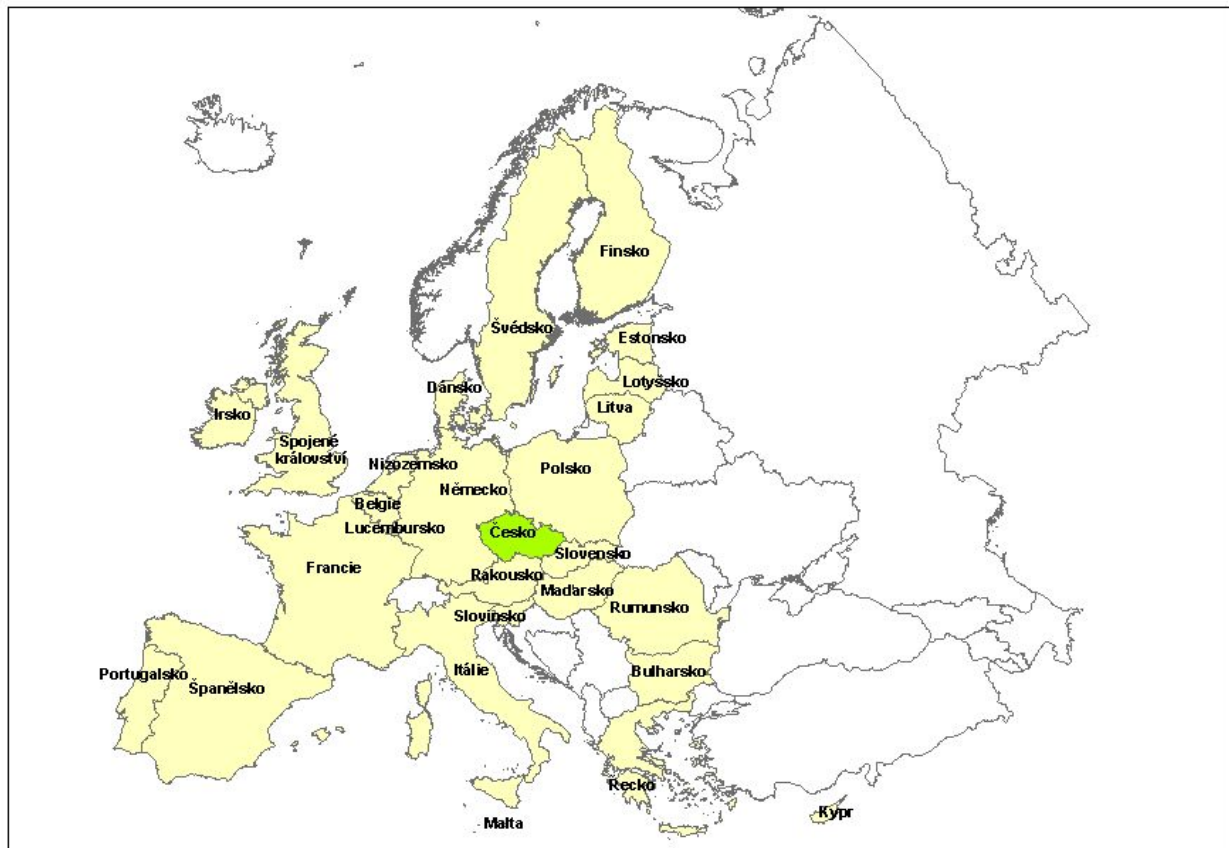 Finsko
Švédsko
Estonsko
Lotyšsko
Dánsko
Litva
Irsko
Spojené
království
Nizozemsko
Polsko
Německo
Belgie
Lucembursko
Česko
Slovensko
Francie
Rakousko
Maďarsko
Rumunsko
Slovinsko
Itálie
Bulharsko
Portugalsko
Španělsko
Řecko
Malta
Kypr